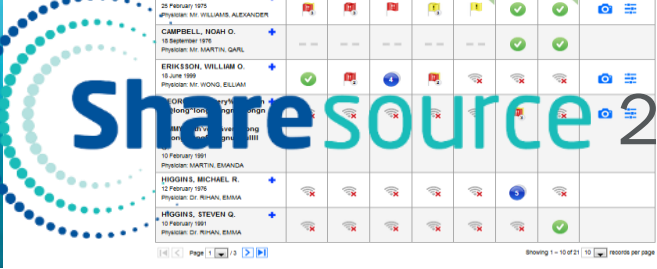 25 February 1975
Physician: Mr. WILLIAMS, ALEXANDER
CAMPBELL, NOAH O.
18 September 1976
Physician: Mr. MARTIN, QARL
ERIKSSON, WILLIAM O.
18 June 1999
Physician: Mr. WONG, EILLIAM
4
Sharesource 2
10 February 1991
Physician: MARTIN, EMANDA
HIGGINS, MICHAEL R.
12 February 1976
Physician: Dr. RIHAN, EMMA
5
HIGGINS, STEVEN Q.
10 February 1991
Physician: Dr. RIHAN, EMMA
Page 1 / 3
Showing 1 – 10 of 21 10 records per page